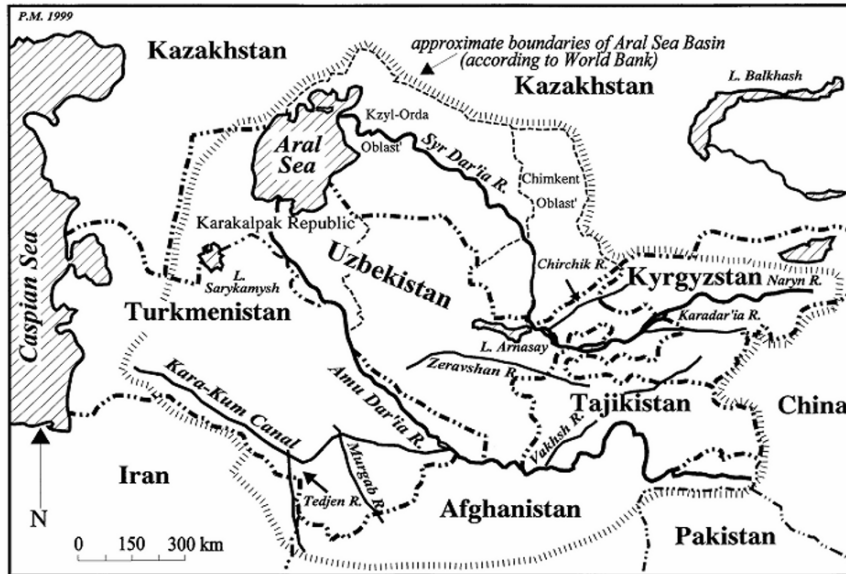 P.M. 1999
Kazakhstan
approximate boundaries of Aral Sea Basin
(according to World Bank)
Kazakhstan
L. Balkhash
Kzyl-Orda
Oblast'
Aral
Sea
Syr Dar'ia R.
Chimkent
Oblast'
Karakalpak Republic
Uzbekistan
L.
Sarykamysh
Chirchik R.
Kyrgyzstan
Naryn R.
Caspian Sea
Turkmenistan
Karadar'ia R.
L. Arnasay
Zeravshan R.
Kara-Kum Canal
Amu Dar'ia R.
Tajikistan
China
Vakhsh R.
Iran
Murgab R.
Tedjen R.
Afghanistan
N
Pakistan
0 150 300 km